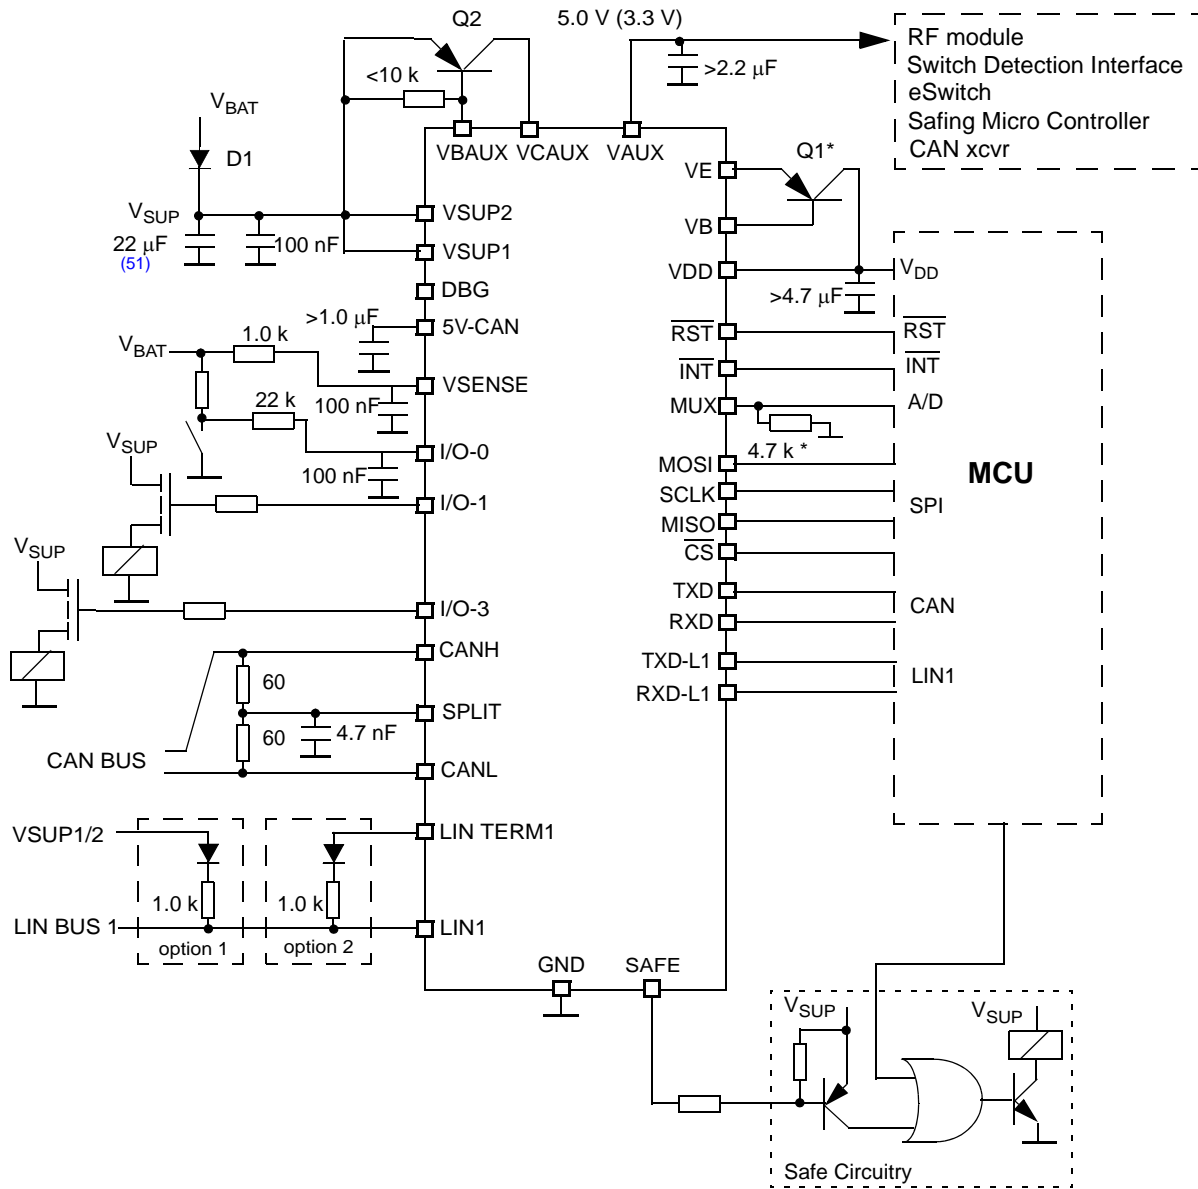 Q2
5.0 V (3.3 V)
RF module
Switch Detection Interface
eSwitch
Safing Micro Controller
CAN xcvr
>2.2 μF
<10 k
VBAT
D1
VBAUX
VCAUX
VAUX
VE
Q1*
VB
VSUP
22 μF
(51)
100 nF
VSUP2
VSUP1
DBG
VDD
VDD
>4.7 μF
>1.0 μF
5V-CAN
RST
RST
VBAT
1.0 k
INT
INT
VSENSE
100 nF
MUX
A/D
22 k
4.7 k *
VSUP
I/O-0
100 nF
MOSI
MCU
I/O-1
SCLK
SPI
MISO
CS
VSUP
TXD
CAN
I/O-3
RXD
CANH
TXD-L1
LIN1
RXD-L1
60
SPLIT
60
4.7 nF
CAN BUS
CANL
VSUP1/2
LIN TERM1
1.0 k
1.0 k
LIN BUS 1
LIN1
option 1
option 2
GND
SAFE
VSUP
VSUP
Safe Circuitry